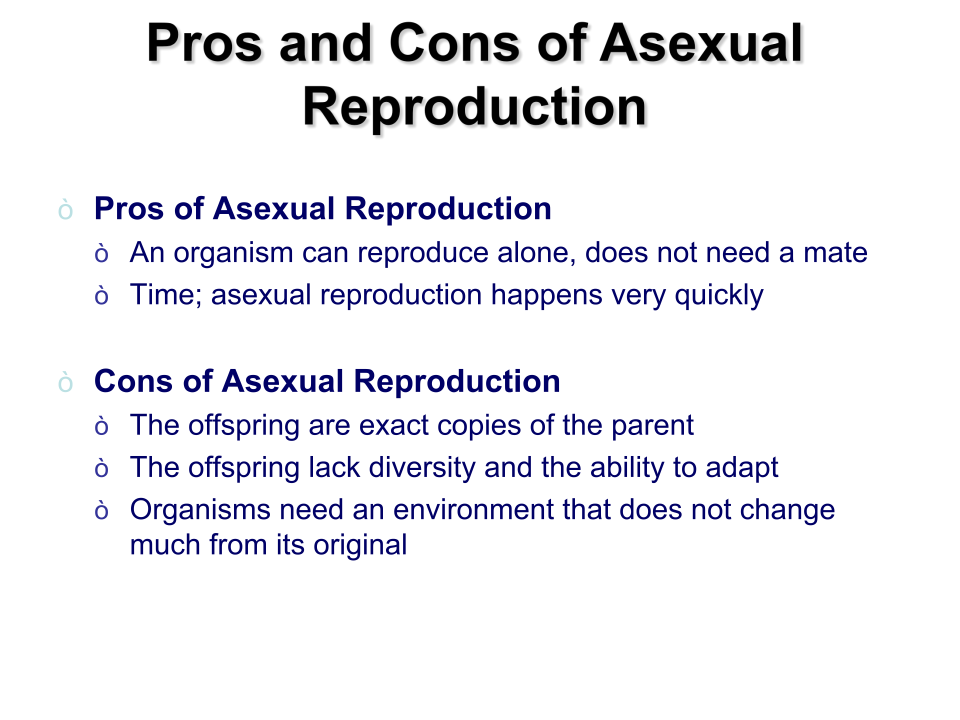 Pros and Cons of Asexual
Reproduction
ò Pros of Asexual Reproduction
ò An organism can reproduce alone, does not need a mate
ò Time; asexual reproduction happens very quickly
ò Cons of Asexual Reproduction
ò The offspring are exact copies of the parent
ò The offspring lack diversity and the ability to adapt
ò Organisms need an environment that does not change
much from its original